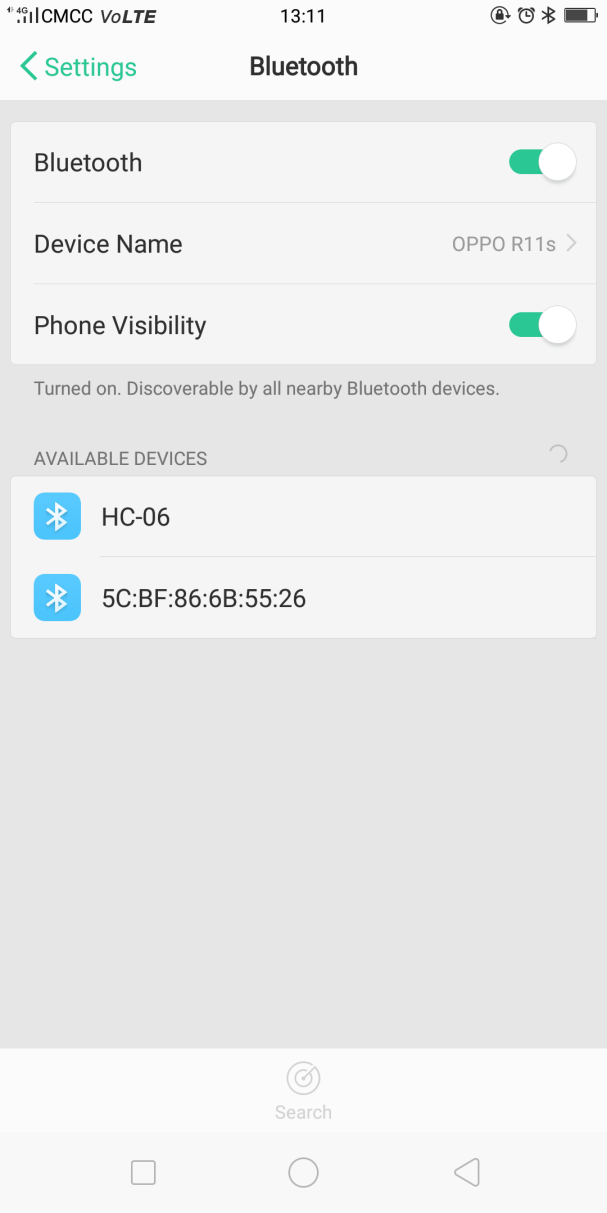 4G CMCC VoLTE 13:11
Settings Bluetooth
Bluetooth
Device Name OPPO R11s
Phone Visibility
Turned on. Discoverable by all nearby Bluetooth devices.
AVAILABLE DEVICES
HC-06
5C:BF:86:6B:55:26
Search